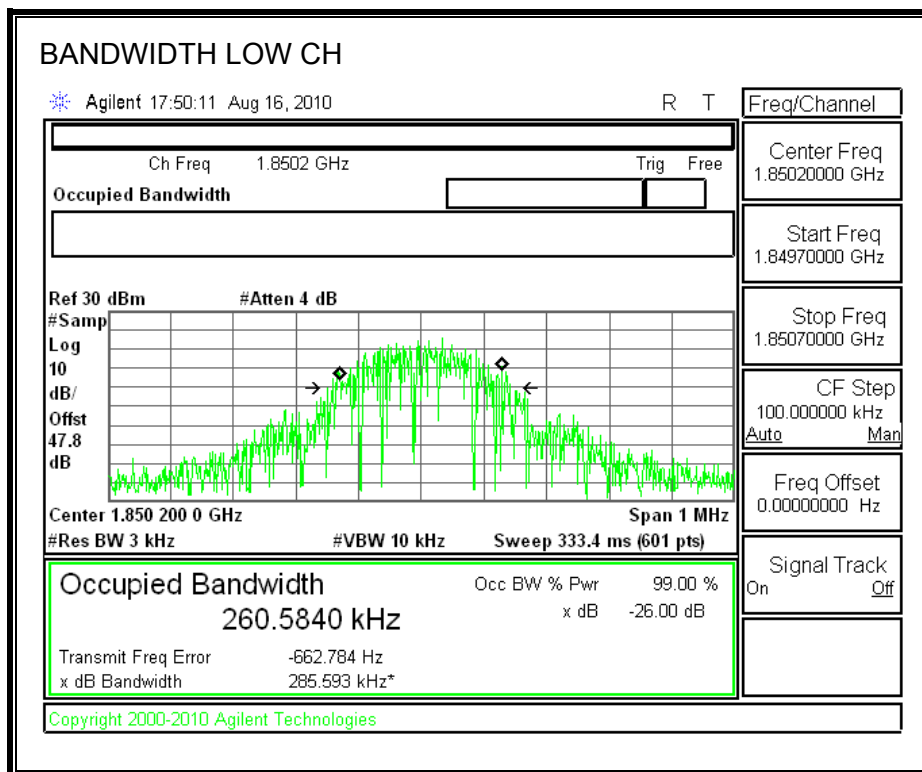 BANDWIDTH LOW CH
Agilent 17:50:11 Aug 16, 2010 R T
Ch Freq 1.8502 GHz Trig Free
Occupied Bandwidth
Ref 30 dBm #Atten 4 dB
#Samp
Log
10
dB/
Offst
47.8
dB
Center 1.850 200 0 GHz Span 1 MHz
#Res BW 3 kHz #VBW 10 kHz Sweep 333.4 ms (601 pts)
Occupied Bandwidth Occ BW % Pwr 99.00 %
260.5840 kHz x dB -26.00 dB
Transmit Freq Error -662.784 Hz
x dB Bandwidth 285.593 kHz*
Copyright 2000-2010 Agilent Technologies
Freq/Channel
Center Freq
1.85020000 GHz
Start Freq
1.84970000 GHz
Stop Freq
1.85070000 GHz
CF Step
100.000000 kHz
Auto Man
Freq Offset
0.00000000 Hz
Signal Track
On Off